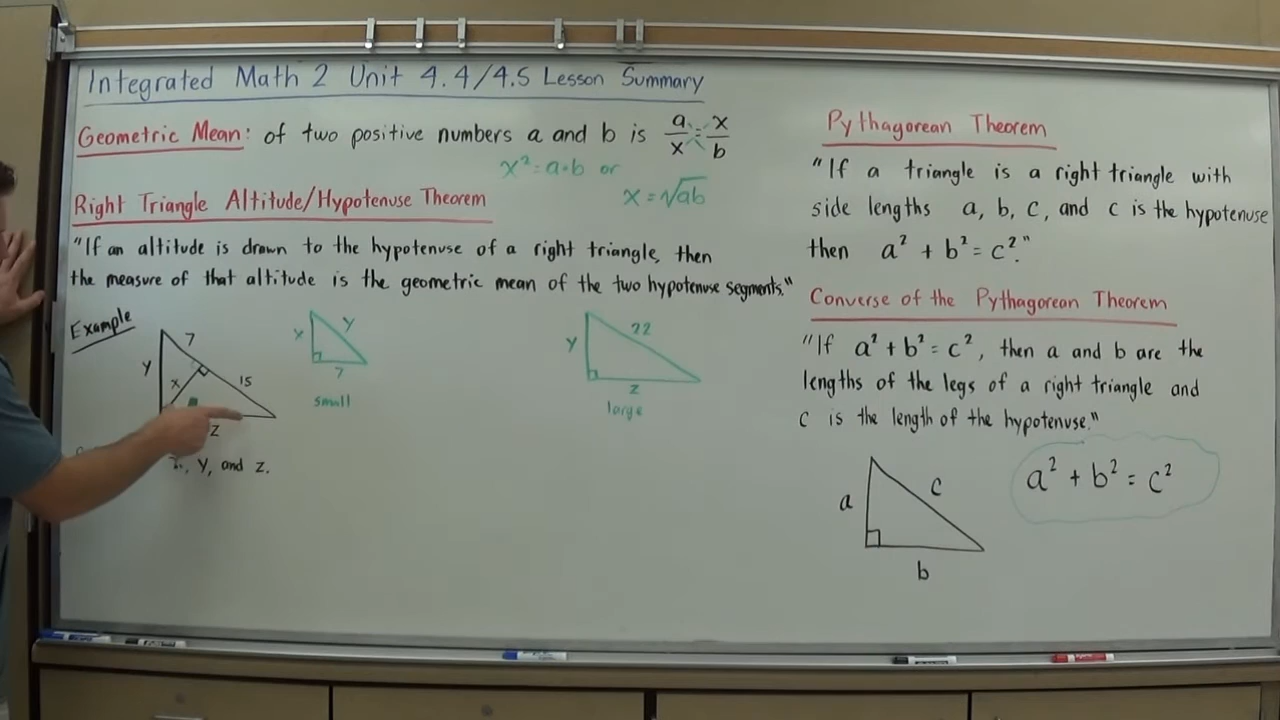 Integrated Math 2 Unit 4.4/4.5 Lesson Summary
Geometric Mean: of two positive numbers a and b is a/x = x/b
x² = a·b or
x = √ab
Right Triangle Altitude/Hypotenuse Theorem
"If an altitude is drawn to the hypotenuse of a right triangle, then
the measure of that altitude is the geometric mean of the two hypotenuse segments."
Example
7
y
x
15
z
x, y, and z.
x
y
7
small
y
22
z
large
Pythagorean Theorem
"If a triangle is a right triangle with
side lengths a, b, c, and c is the hypotenuse
then a² + b² = c²."
Converse of the Pythagorean Theorem
"If a² + b² = c², then a and b are the
lengths of the legs of a right triangle and
c is the length of the hypotenuse."
a
c
b
a² + b² = c²